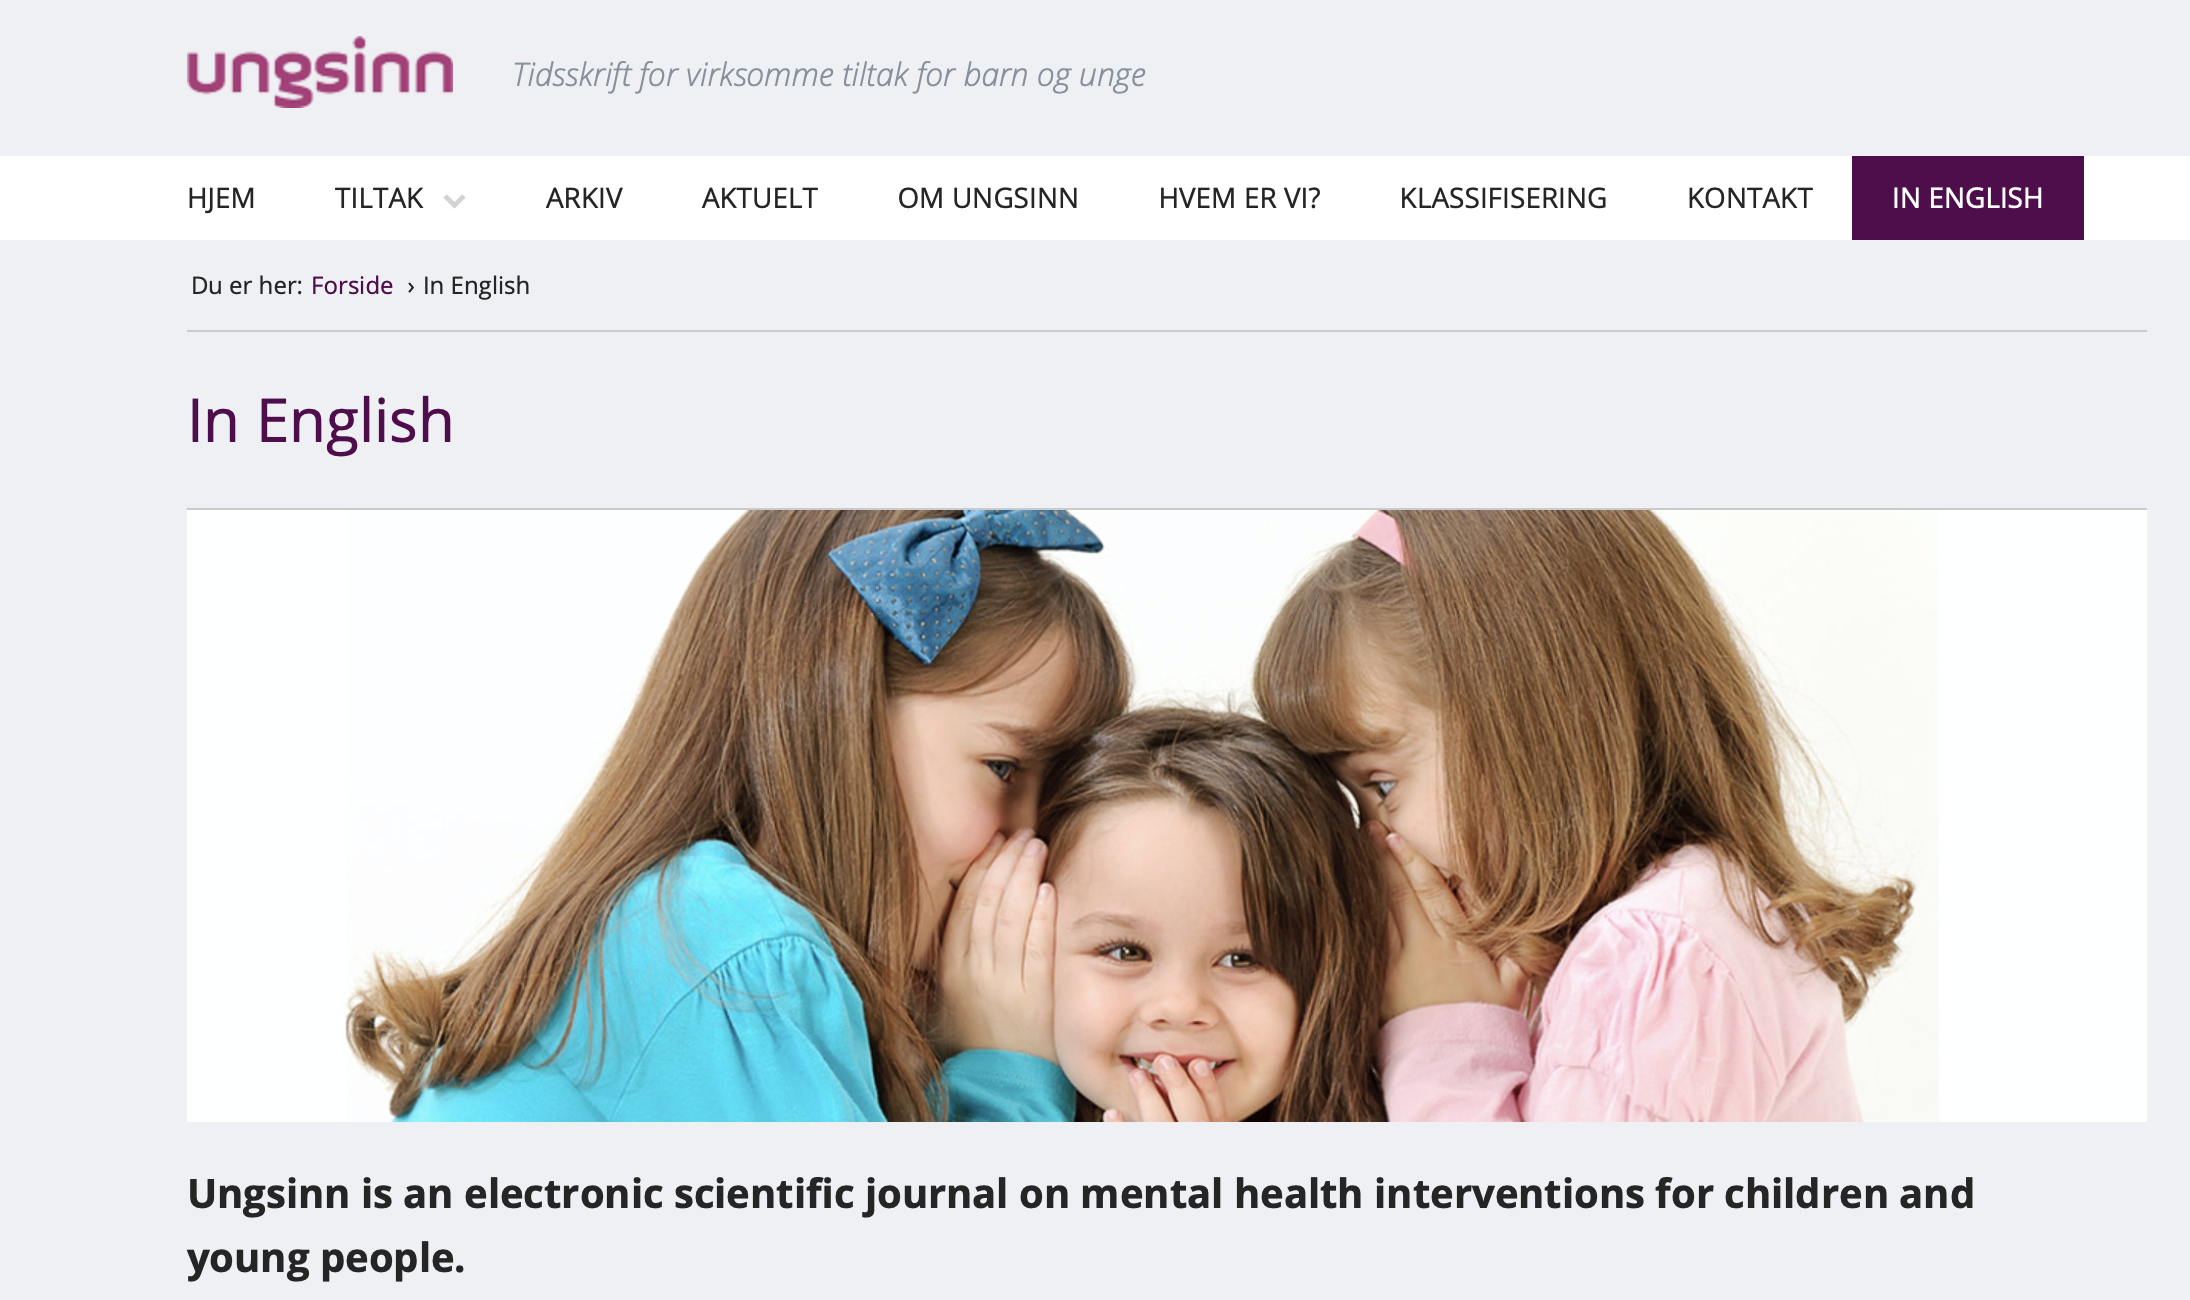 ungsinn
Tidsskrift for virksomme tiltak for barn og unge
HJEM TILTAK ARKIV AKTUELT OM UNGSINN HVEM ER VI? KLASSIFISERING KONTAKT IN ENGLISH
Du er her: Forside › In English
In English
Ungsinn is an electronic scientific journal on mental health interventions for children and
young people.